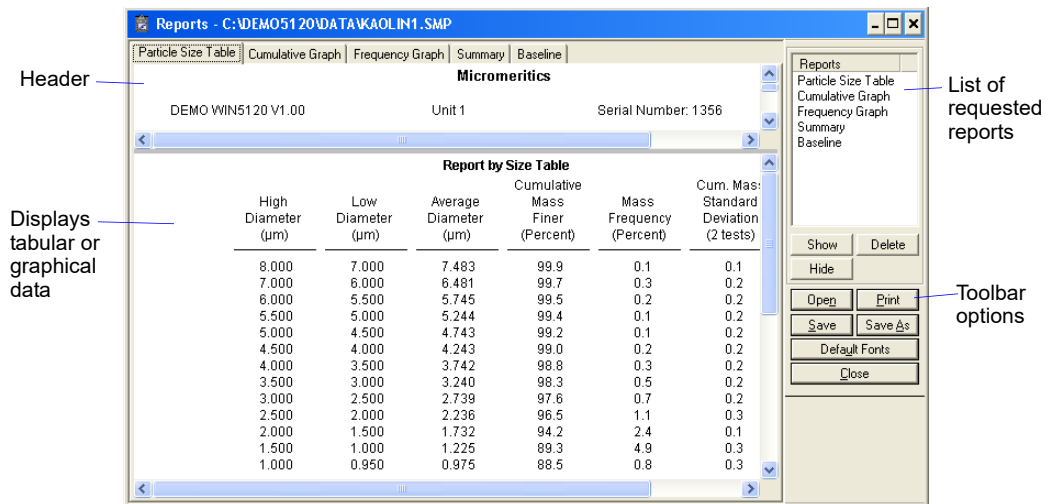 Reports - C:\DEMO5120\DATA\KAOLIN1.SMP
Particle Size Table Cumulative Graph Frequency Graph Summary Baseline
Header
Micromeritics
DEMO WIN5120 V1.00 Unit 1 Serial Number: 1356
Report by Size Table
Cumulative Cum. Mass
High Low Average Mass Mass Standard
Diameter Diameter Diameter Finer Frequency Deviation
(µm) (µm) (µm) (Percent) (Percent) (2 tests)
8.000 7.000 7.483 99.9 0.1 0.1
7.000 6.000 6.481 99.7 0.3 0.2
6.000 5.500 5.745 99.5 0.2 0.2
5.500 5.000 5.244 99.4 0.1 0.2
5.000 4.500 4.743 99.2 0.1 0.2
4.500 4.000 4.243 99.0 0.2 0.2
4.000 3.500 3.742 98.8 0.3 0.2
3.500 3.000 3.240 98.3 0.5 0.2
3.000 2.500 2.739 97.6 0.7 0.2
2.500 2.000 2.236 96.5 1.1 0.3
2.000 1.500 1.732 94.2 2.4 0.1
1.500 1.000 1.225 89.3 4.9 0.3
1.000 0.950 0.975 88.5 0.8 0.3
Displays
tabular or
graphical
data
Reports
Particle Size Table
Cumulative Graph
Frequency Graph
Summary
Baseline
List of
requested
reports
Show Delete
Hide
Open Print
Save Save As
Default Fonts
Close
Toolbar
options